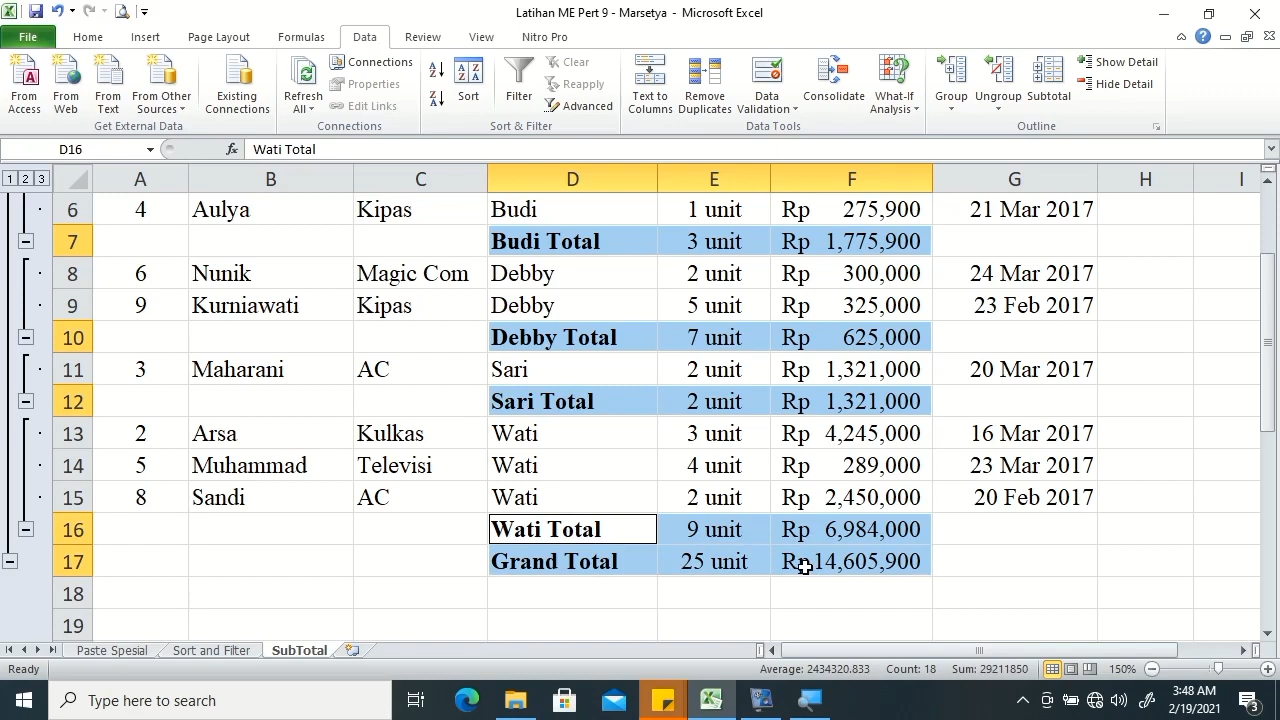 Latihan ME Pert 9 - Marsetya - Microsoft Excel
File Home Insert Page Layout Formulas Data Review View Nitro Pro
From Access
From Web
From Text
From Other Sources
Existing Connections
Get External Data
Refresh All
Connections
Properties
Edit Links
Connections
Sort
Filter
Clear
Reapply
Advanced
Sort & Filter
Text to Columns
Remove Duplicates
Data Validation
Consolidate
What-If Analysis
Data Tools
Group
Ungroup
Subtotal
Show Detail
Hide Detail
Outline
D16 fx Wati Total
1 2 3 A B C D E F G H I
6 4 Aulya Kipas Budi 1 unit Rp 275,900 21 Mar 2017
7 Budi Total 3 unit Rp 1,775,900
8 6 Nunik Magic Com Debby 2 unit Rp 300,000 24 Mar 2017
9 9 Kurniawati Kipas Debby 5 unit Rp 325,000 23 Feb 2017
10 Debby Total 7 unit Rp 625,000
11 3 Maharani AC Sari 2 unit Rp 1,321,000 20 Mar 2017
12 Sari Total 2 unit Rp 1,321,000
13 2 Arsa Kulkas Wati 3 unit Rp 4,245,000 16 Mar 2017
14 5 Muhammad Televisi Wati 4 unit Rp 289,000 23 Mar 2017
15 8 Sandi AC Wati 2 unit Rp 2,450,000 20 Feb 2017
16 Wati Total 9 unit Rp 6,984,000
17 Grand Total 25 unit Rp 14,605,900
18
19
Paste Spesial Sort and Filter SubTotal
Ready Average: 2434320.833 Count: 18 Sum: 29211850 150%
Type here to search
3:48 AM
2/19/2021
3